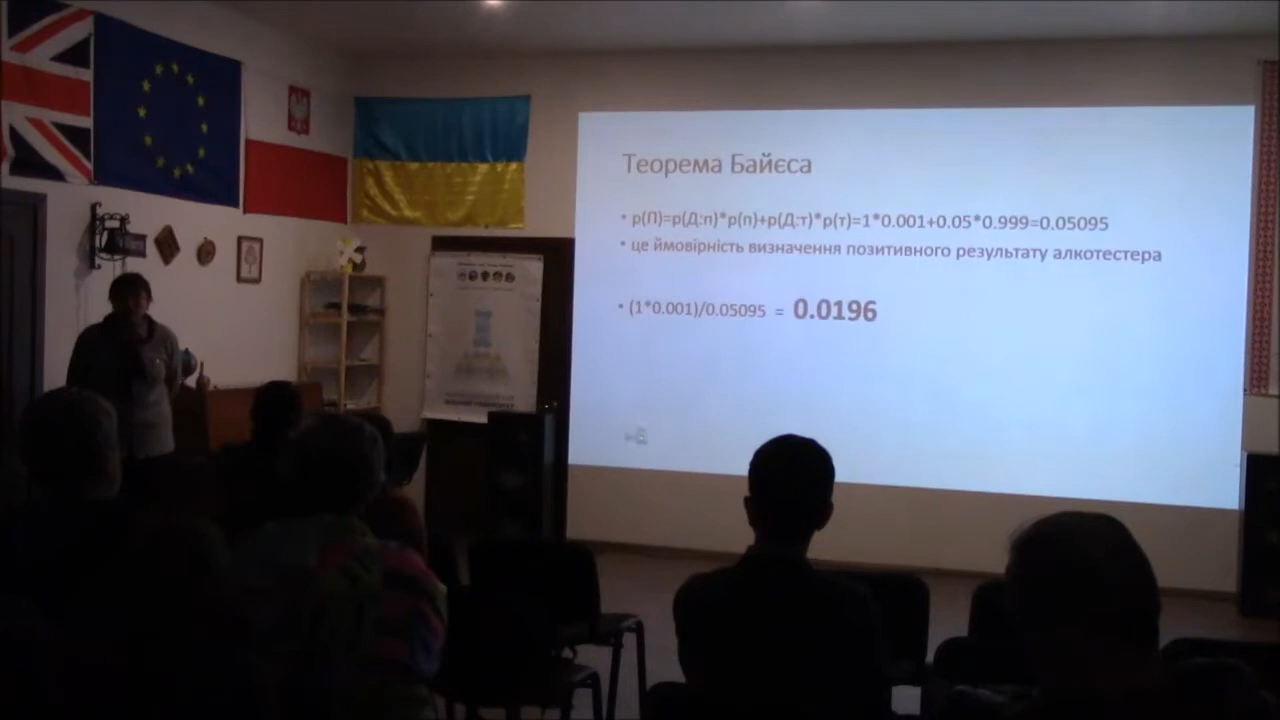 Теорема Байєса
• p(П)=p(Д:п)*p(п)+p(Д:т)*p(т)=1*0.001+0.05*0.999=0.05095
• це ймовірність визначення позитивного результату алкотестера
• (1*0.001)/0.05095 = 0.0196